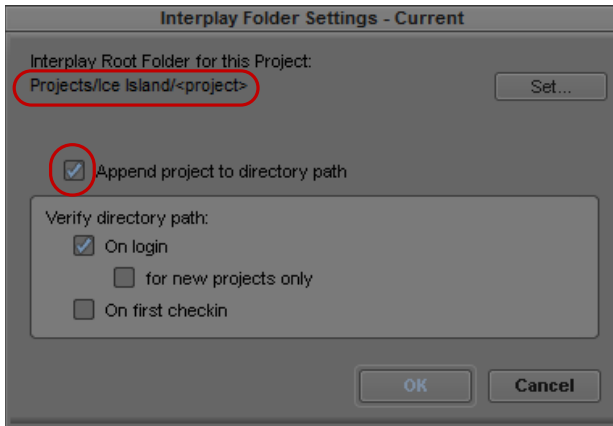 Interplay Folder Settings - Current
Interplay Root Folder for this Project:
Projects/Ice Island/<project>
Set...
Append project to directory path
Verify directory path:
On login
for new projects only
On first checkin
OK
Cancel